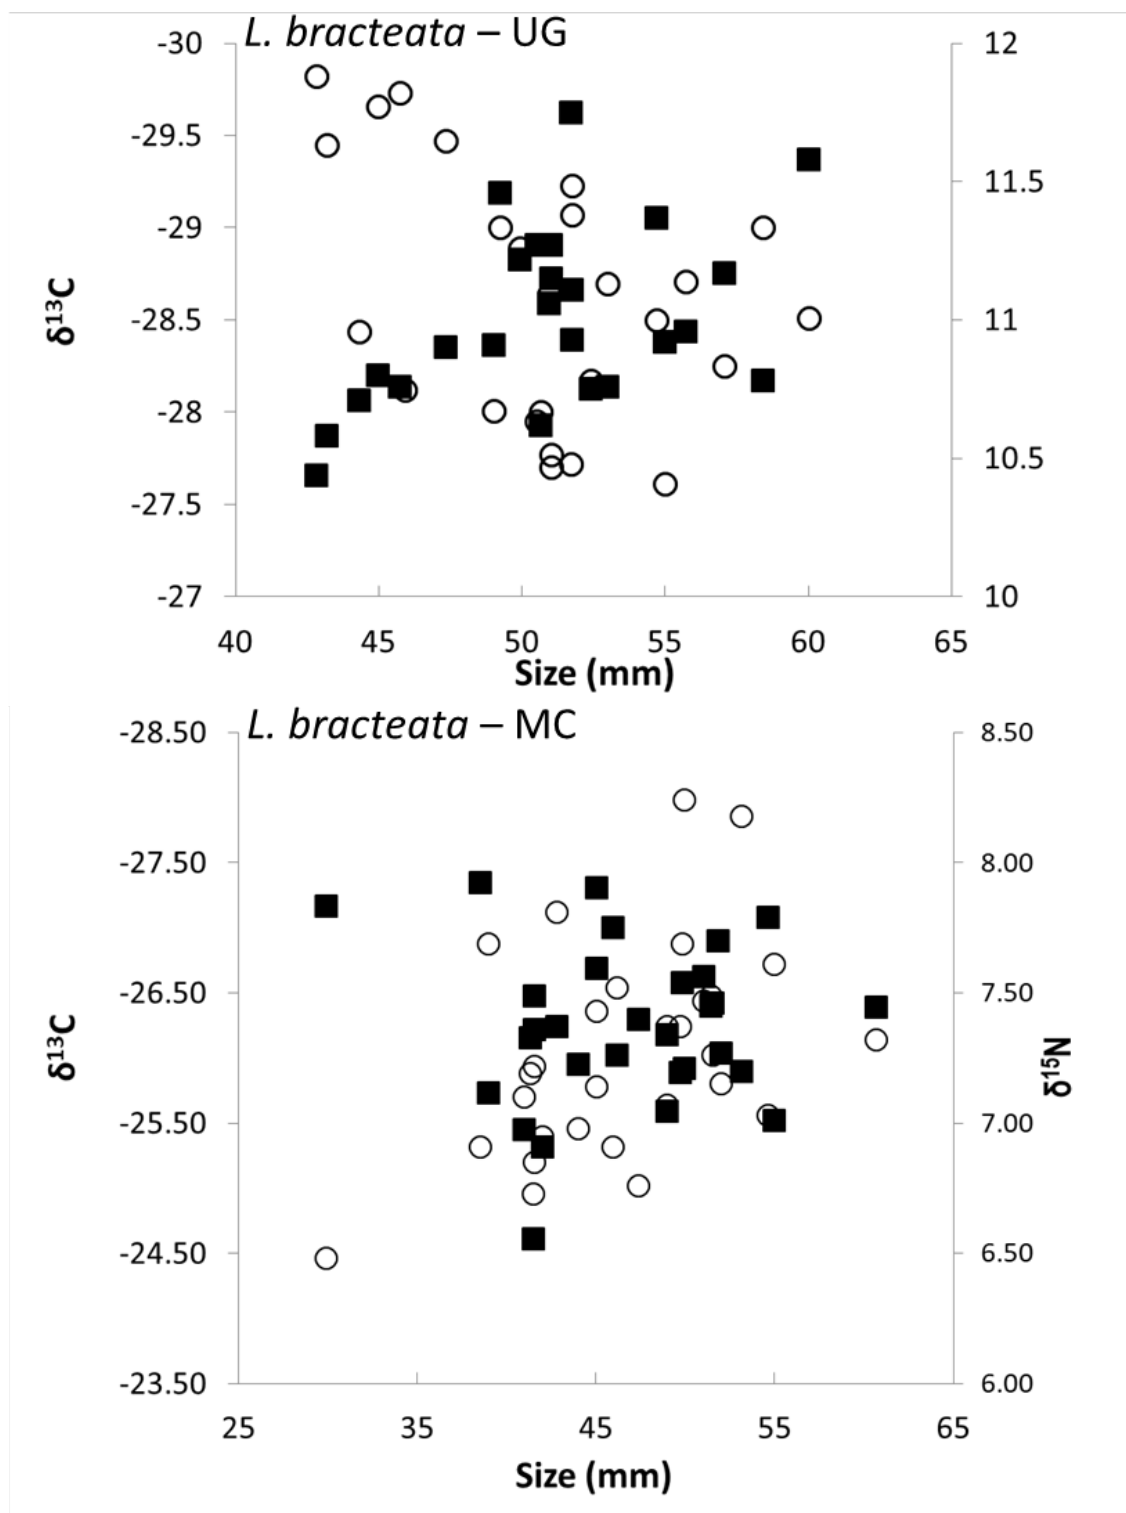 L. bracteata – UG
-30
-29.5
-29
-28.5
-28
-27.5
-27
δ¹³C
12
11.5
11
10.5
10
40 45 50 55 60 65
Size (mm)
L. bracteata – MC
-28.50
-27.50
-26.50
-25.50
-24.50
-23.50
δ¹³C
8.50
8.00
7.50
7.00
6.50
6.00
δ¹⁵N
25 35 45 55 65
Size (mm)